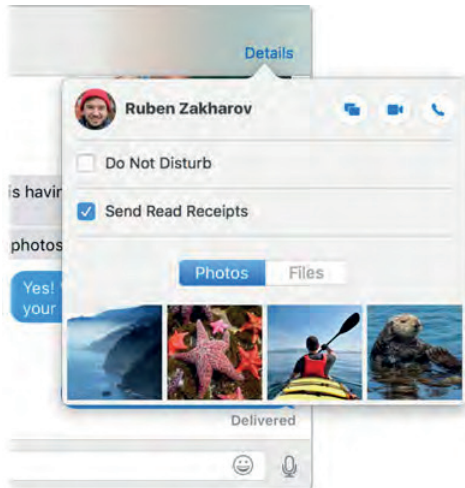 Details
Ruben Zakharov
Do Not Disturb
is havin
Send Read Receipts
photos
Photos Files
Yes!
your
Delivered